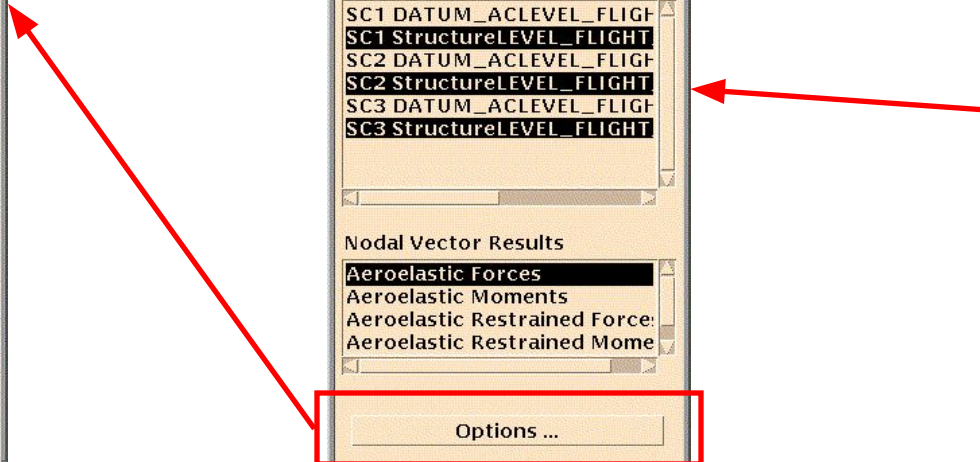 SC1 DATUM_ACLEVEL_FLIGH
SC1 StructureLEVEL_FLIGHT
SC2 DATUM_ACLEVEL_FLIGH
SC2 StructureLEVEL_FLIGHT
SC3 DATUM_ACLEVEL_FLIGH
SC3 StructureLEVEL_FLIGHT
Nodal Vector Results
Aeroelastic Forces
Aeroelastic Moments
Aeroelastic Restrained Force
Aeroelastic Restrained Mome
Options ...